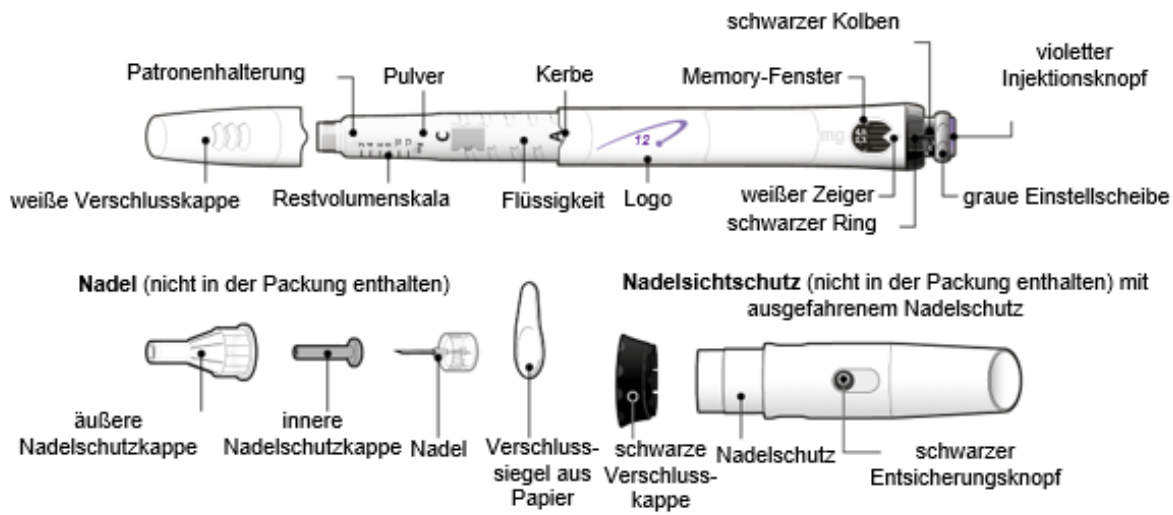 schwarzer Kolben
violetter
Injektionsknopf
Patronenhalterung
Pulver
Kerbe
Memory-Fenster
C
A
12
mg
weiße Verschlusskappe
Restvolumenskala
Flüssigkeit
Logo
weißer Zeiger
schwarzer Ring
graue Einstellscheibe
Nadel (nicht in der Packung enthalten)
Nadelsichtschutz (nicht in der Packung enthalten) mit
ausgefahrenem Nadelschutz
äußere
Nadelschutzkappe
innere
Nadelschutzkappe
Nadel
Verschluss-
siegel aus
Papier
schwarze
Verschluss-
kappe
Nadelschutz
schwarzer
Entsicherungsknopf